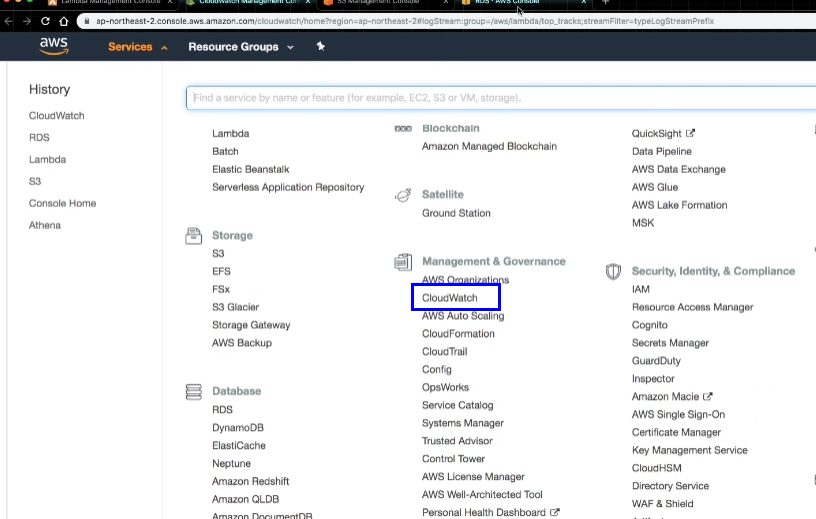 Lambda Management Console
CloudWatch Management Con
S3 Management Console
RDS · AWS Console
ap-northeast-2.console.aws.amazon.com/cloudwatch/home?region=ap-northeast-2#logStream:group=/aws/lambda/top_tracks;streamFilter=typeLogStreamPrefix
aws
Services
Resource Groups
History
CloudWatch
RDS
Lambda
S3
Console Home
Athena
Find a service by name or feature (for example, EC2, S3 or VM, storage).
Lambda
Batch
Elastic Beanstalk
Serverless Application Repository
Storage
S3
EFS
FSx
S3 Glacier
Storage Gateway
AWS Backup
Database
RDS
DynamoDB
ElastiCache
Neptune
Amazon Redshift
Amazon QLDB
Amazon DocumentDB
Blockchain
Amazon Managed Blockchain
Satellite
Ground Station
Management & Governance
AWS Organizations
CloudWatch
AWS Auto Scaling
CloudFormation
CloudTrail
Config
OpsWorks
Service Catalog
Systems Manager
Trusted Advisor
Control Tower
AWS License Manager
AWS Well-Architected Tool
Personal Health Dashboard
QuickSight
Data Pipeline
AWS Data Exchange
AWS Glue
AWS Lake Formation
MSK
Security, Identity, & Compliance
IAM
Resource Access Manager
Cognito
Secrets Manager
GuardDuty
Inspector
Amazon Macie
AWS Single Sign-On
Certificate Manager
Key Management Service
CloudHSM
Directory Service
WAF & Shield